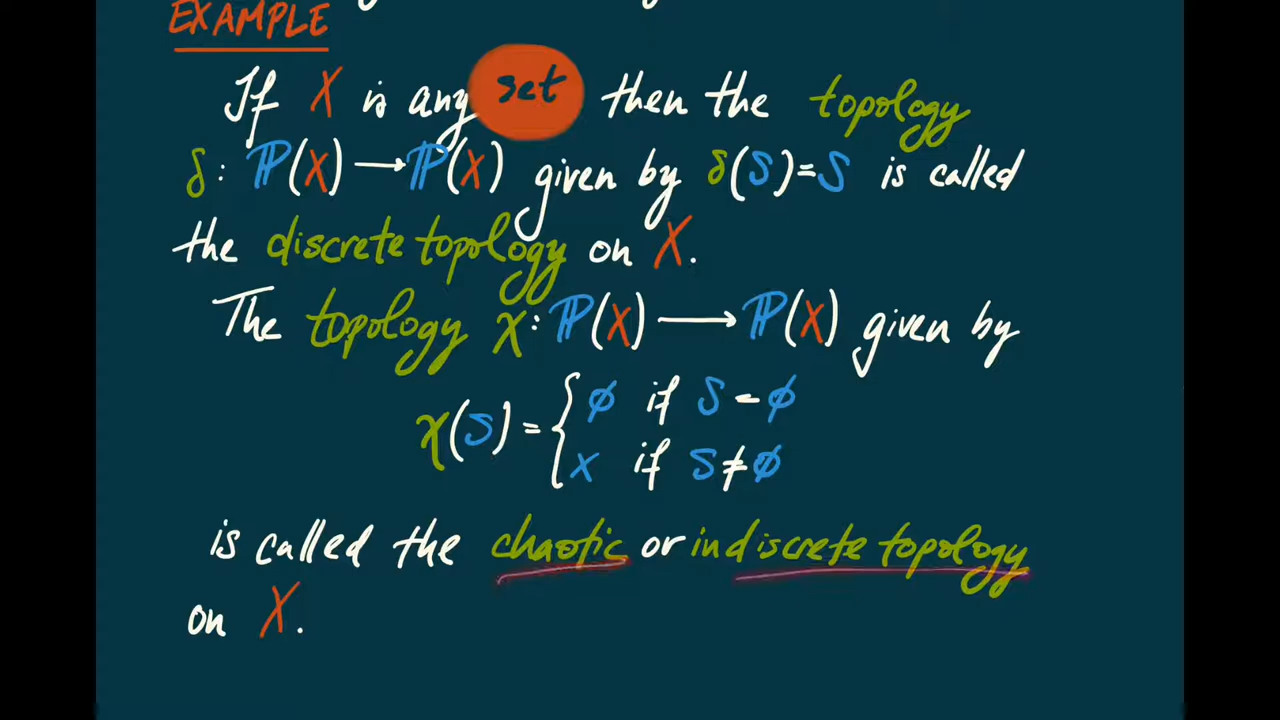 EXAMPLE
If X is any set then the topology
δ: ℙ(X) → ℙ(X) given by δ(S)=S is called
the discrete topology on X.
The topology χ: ℙ(X) ⟶ ℙ(X) given by
χ(S) = { ϕ if S = ϕ
X if S ≠ ϕ
is called the chaotic or indiscrete topology
on X.